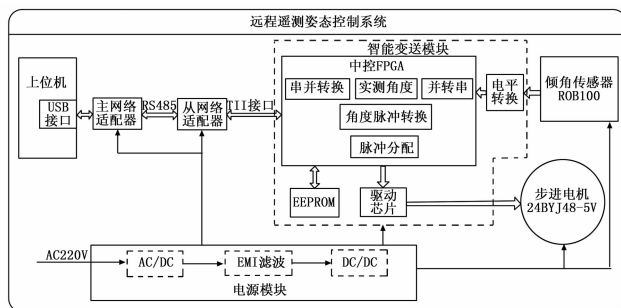 远程遥测姿态控制系统
智能变送模块
上位机
USB
接口
主网络
适配器
RS485
从网络
适配器
TII接口
中控FPGA
串并转换
实测角度
并转串
角度脉冲转换
脉冲分配
电平
转换
倾角传感器
ROB100
EEPROM
驱动
芯片
步进电机
24BYJ48-5V
AC220V
AC/DC
EMI滤波
DC/DC
电源模块